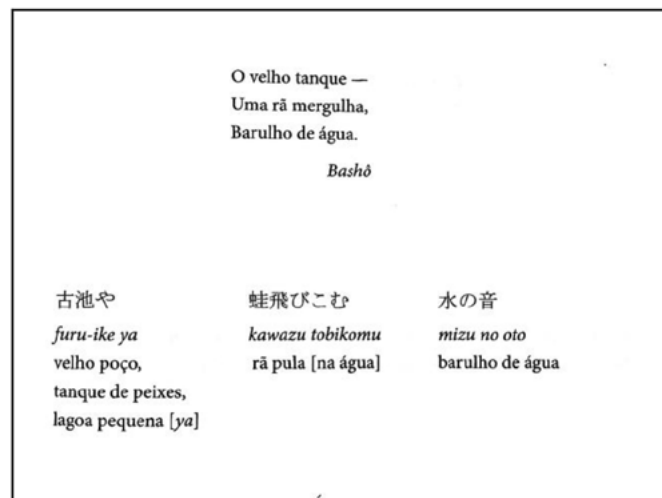 O velho tanque —
Uma rã mergulha,
Barulho de água.
Bashô
古池や
furu-ike ya
velho poço,
tanque de peixes,
lagoa pequena [ya]
蛙飛びこむ
kawazu tobikomu
rã pula [na água]
水の音
mizu no oto
barulho de água